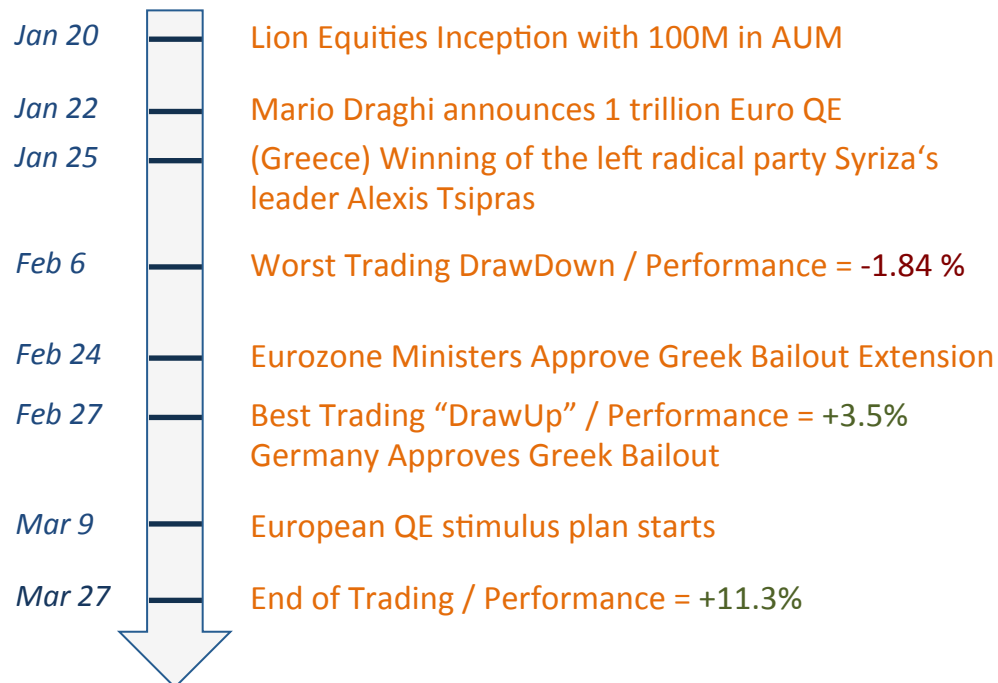 Jan 20 Lion Equities Inception with 100M in AUM
Jan 22 Mario Draghi announces 1 trillion Euro QE
Jan 25 (Greece) Winning of the left radical party Syriza‘s
leader Alexis Tsipras
Feb 6 Worst Trading DrawDown / Performance = -1.84 %
Feb 24 Eurozone Ministers Approve Greek Bailout Extension
Feb 27 Best Trading “DrawUp” / Performance = +3.5%
Germany Approves Greek Bailout
Mar 9 European QE stimulus plan starts
Mar 27 End of Trading / Performance = +11.3%